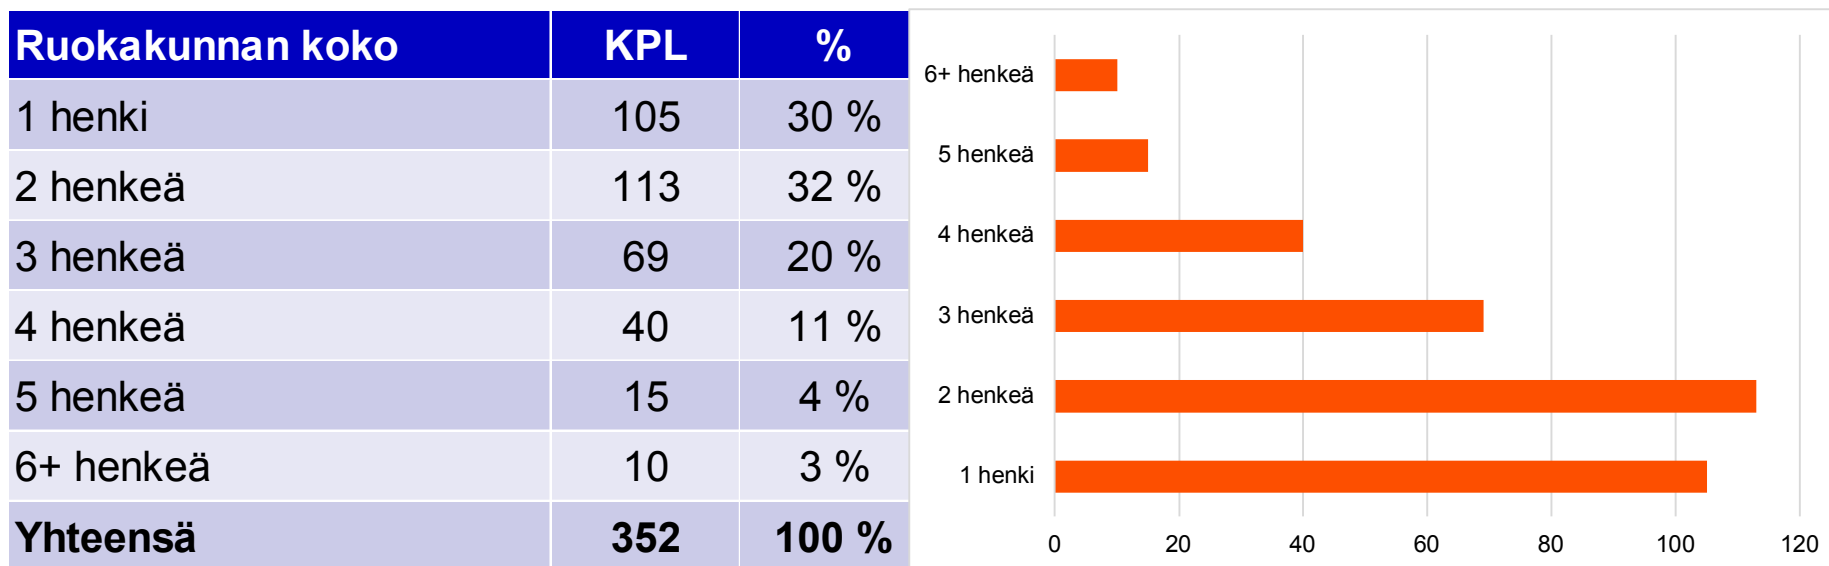 Ruokakunnan koko KPL %
1 henki 105 30 %
2 henkeä 113 32 %
3 henkeä 69 20 %
4 henkeä 40 11 %
5 henkeä 15 4 %
6+ henkeä 10 3 %
Yhteensä 352 100 %
6+ henkeä
5 henkeä
4 henkeä
3 henkeä
2 henkeä
1 henki
0 20 40 60 80 100 120